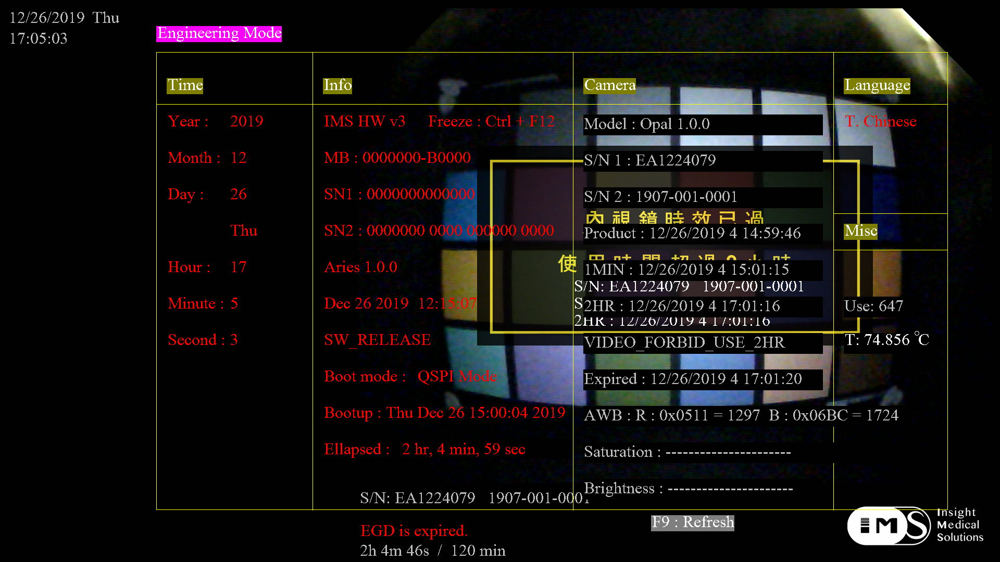 12/26/2019 Thu
17:05:03
Engineering Mode
Time
Year : 2019
Month : 12
Day : 26
Thu
Hour : 17
Minute : 5
Second : 3
Info
IMS HW v3 Freeze : Ctrl + F12
MB : 0000000-B0000
SN1 : 0000000000000
SN2 : 0000000 0000 000000 0000
Aries 1.0.0
Dec 26 2019 12:15:07
SW_RELEASE
Boot mode : QSPI Mode
Bootup : Thu Dec 26 15:00:04 2019
Ellapsed : 2 hr, 4 min, 59 sec
Camera
Model : Opal 1.0.0
S/N 1 : EA1224079
S/N 2 : 1907-001-0001
內視鏡時效已過
Product : 12/26/2019 4 14:59:46
使用時間超過2小時
1MIN : 12/26/2019 4 15:01:15
S/N: EA1224079 1907-001-0001
2HR : 12/26/2019 4 17:01:16
2HR : 12/26/2019 4 17:01:16
VIDEO_FORBID_USE_2HR
Expired : 12/26/2019 4 17:01:20
AWB : R : 0x0511 = 1297 B : 0x06BC = 1724
Saturation : ----------------------
Brightness : ----------------------
Language
T. Chinese
Misc
Use: 647
T: 74.856 ℃
S/N: EA1224079 1907-001-0001
EGD is expired.
2h 4m 46s / 120 min
F9 : Refresh
IMS
Insight
Medical
Solutions